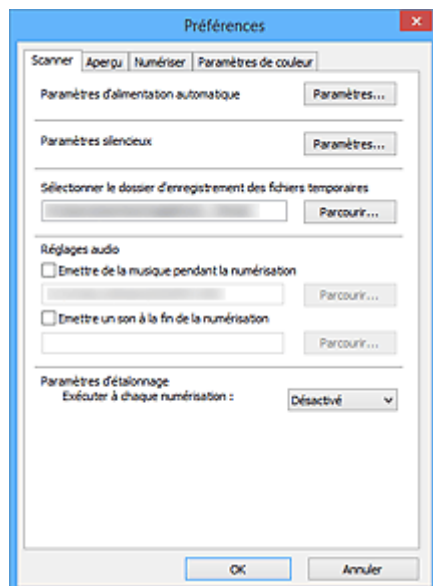 Préférences
Scanner Aperçu Numériser Paramètres de couleur
Paramètres d'alimentation automatique Paramètres...
Paramètres silencieux Paramètres...
Sélectionner le dossier d'enregistrement des fichiers temporaires
Parcourir...
Réglages audio
Emettre de la musique pendant la numérisation
Parcourir...
Emettre un son à la fin de la numérisation
Parcourir...
Paramètres d'étalonnage
Exécuter à chaque numérisation : Désactivé
OK Annuler